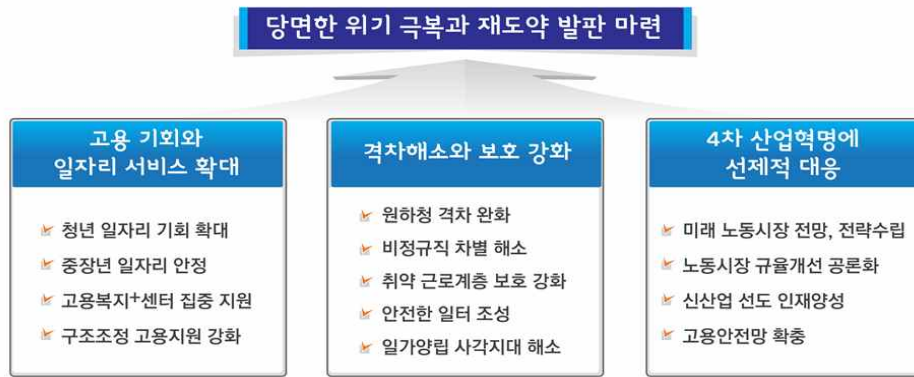 당면한 위기 극복과 재도약 발판 마련
고용 기회와
일자리 서비스 확대
청년 일자리 기회 확대
중장년 일자리 안정
고용복지+센터 집중 지원
구조조정 고용지원 강화
격차해소와 보호 강화
원하청 격차 완화
비정규직 차별 해소
취약 근로계층 보호 강화
안전한 일터 조성
일가양립 사각지대 해소
4차 산업혁명에
선제적 대응
미래 노동시장 전망, 전략수립
노동시장 규율개선 공론화
신산업 선도 인재양성
고용안전망 확충